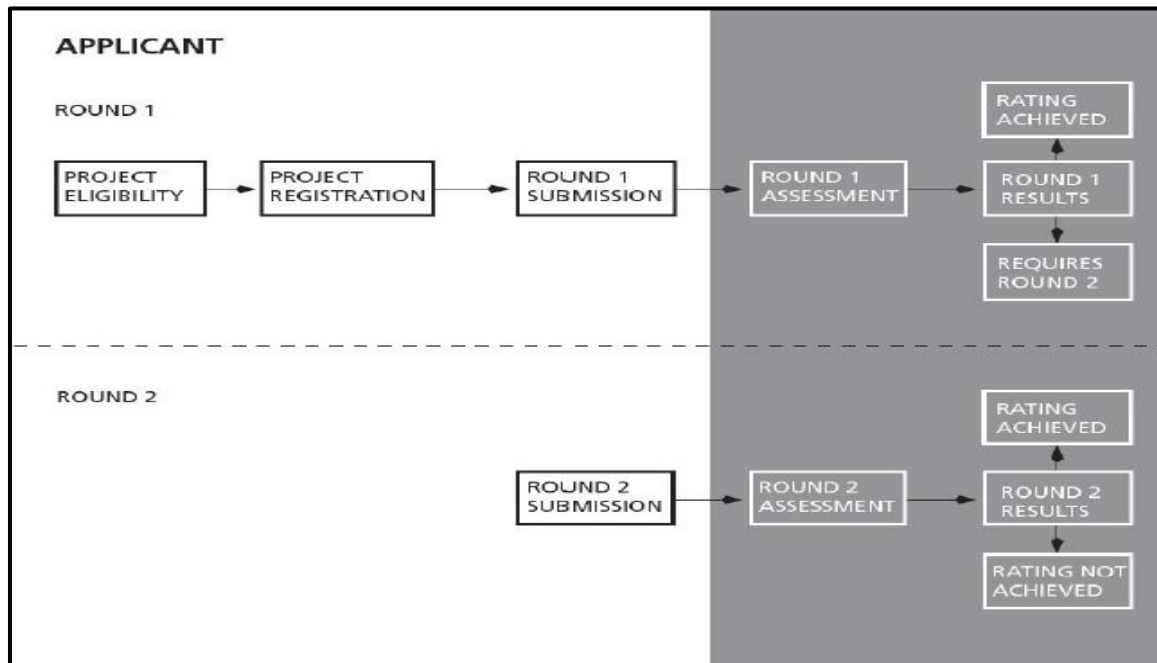 APPLICANT
ROUND 1
RATING
ACHIEVED
PROJECT
ELIGIBILITY
PROJECT
REGISTRATION
ROUND 1
SUBMISSION
ROUND 1
ASSESSMENT
ROUND 1
RESULTS
REQUIRES
ROUND 2
ROUND 2
RATING
ACHIEVED
ROUND 2
SUBMISSION
ROUND 2
ASSESSMENT
ROUND 2
RESULTS
RATING NOT
ACHIEVED